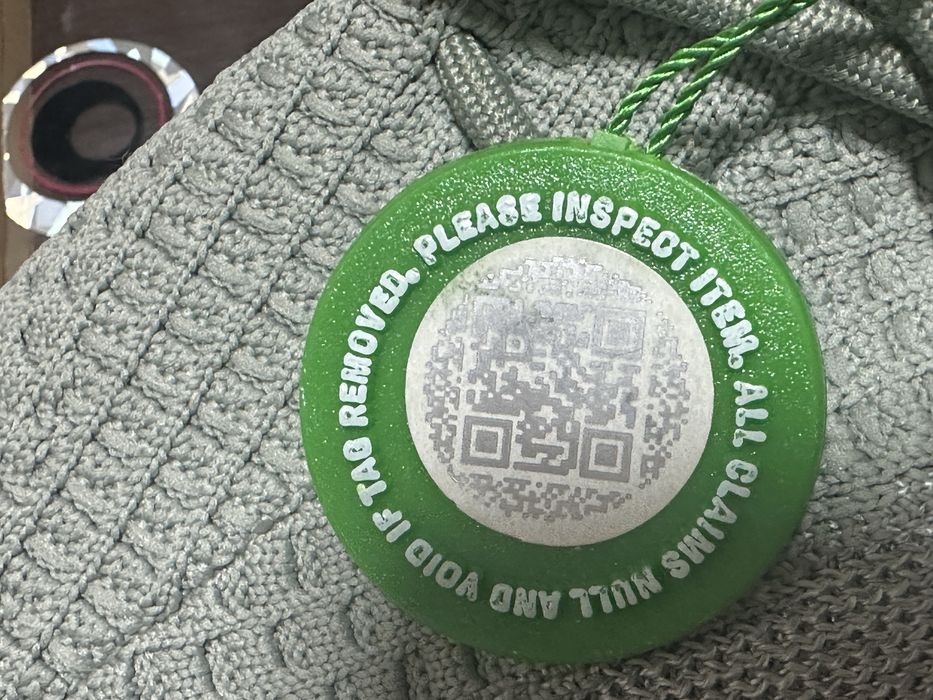 PLEASE INSPECT ITEM. ALL CLAIMS NULL AND VOID IF TAG REMOVED.